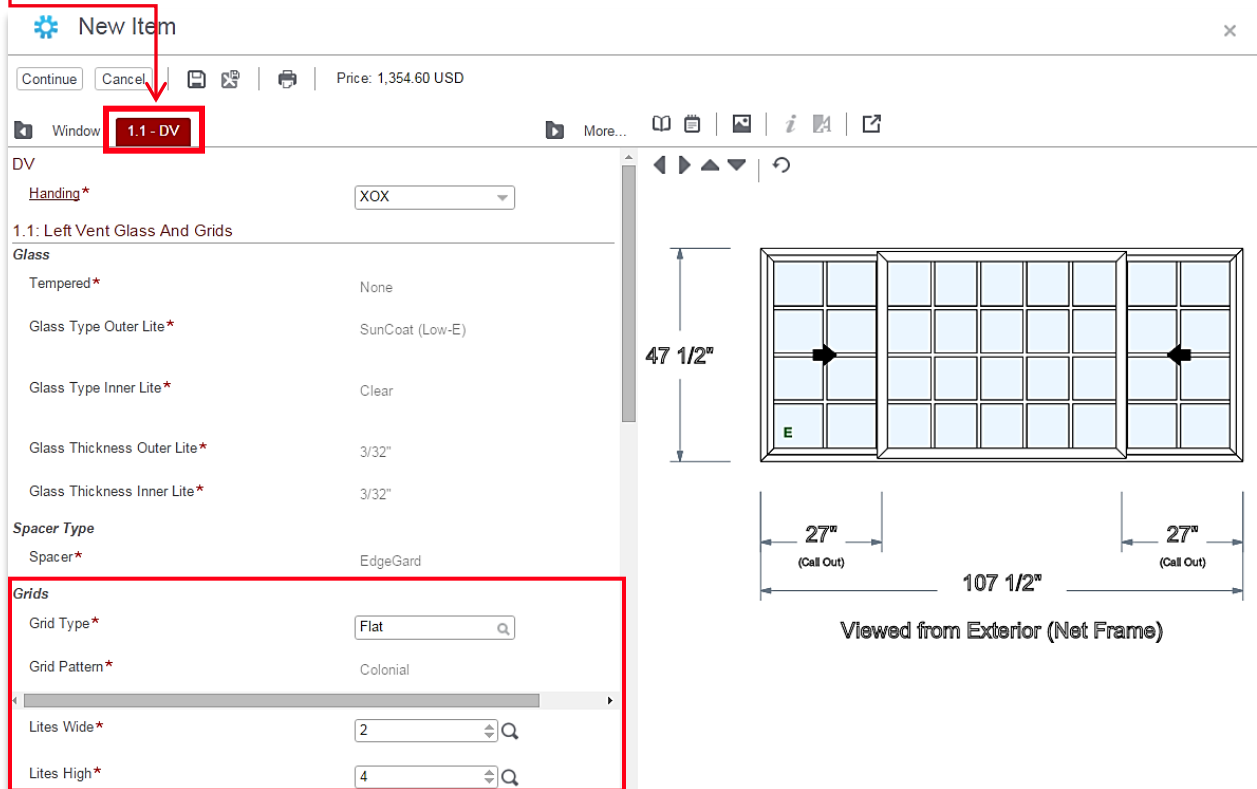 New Item
Continue Cancel Price: 1,354.60 USD
Window 1.1 - DV More...
DV
Handing* XOX
1.1: Left Vent Glass And Grids
Glass
Tempered* None
Glass Type Outer Lite* SunCoat (Low-E)
Glass Type Inner Lite* Clear
Glass Thickness Outer Lite* 3/32"
Glass Thickness Inner Lite* 3/32"
Spacer Type
Spacer* EdgeGard
Grids
Grid Type* Flat
Grid Pattern* Colonial
Lites Wide* 2
Lites High* 4
47 1/2"
E
27" 27"
(Call Out) (Call Out)
107 1/2"
Viewed from Exterior (Net Frame)